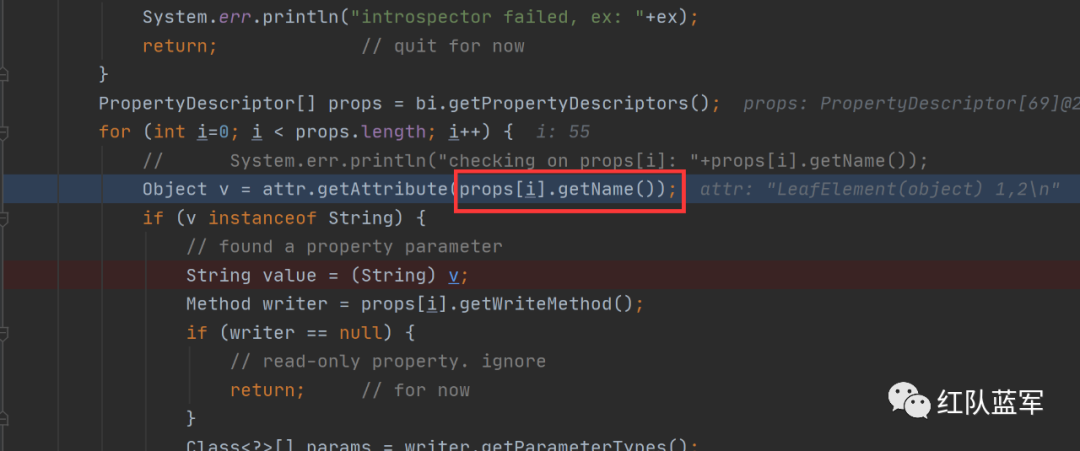 System.err.println("introspector failed, ex: "+ex);
return;             // quit for now
}
PropertyDescriptor[] props = bi.getPropertyDescriptors();  props: PropertyDescriptor[69]@2
for (int i=0; i < props.length; i++) {  i: 55
//      System.err.println("checking on props[i]: "+props[i].getName());
Object v = attr.getAttribute(props[i].getName());  attr: "LeafElement(object) 1,2\n"
if (v instanceof String) {
// found a property parameter
String value = (String) v;
Method writer = props[i].getWriteMethod();
if (writer == null) {
// read-only property. ignore
return;     // for now
}
Class<?>[] params = writer.getParameterTypes();
红队蓝军